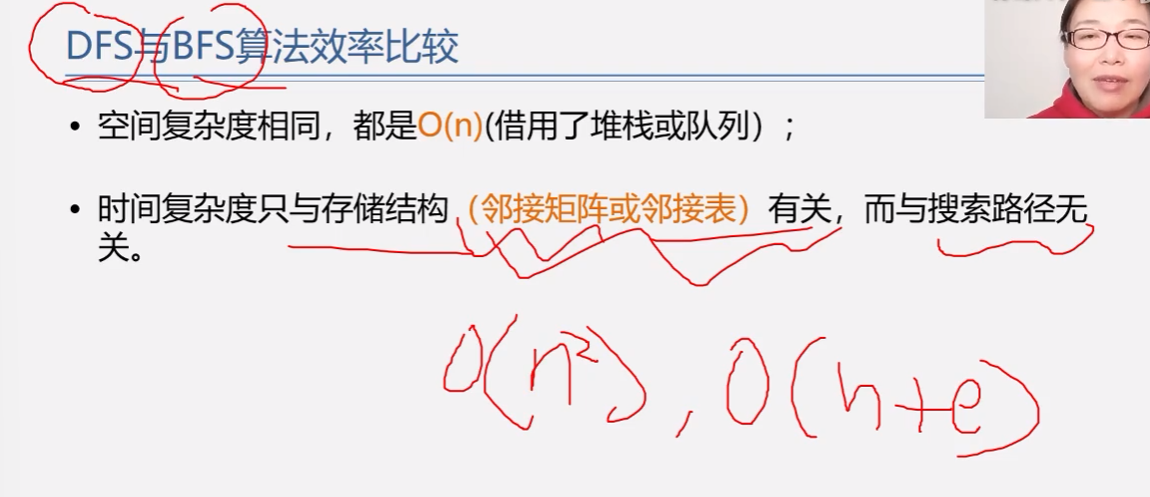 DFS与BFS算法效率比较
• 空间复杂度相同，都是O(n)(借用了堆栈或队列）；
• 时间复杂度只与存储结构（邻接矩阵或邻接表）有关，而与搜索路径无
关。
O(n²), O(n+e)